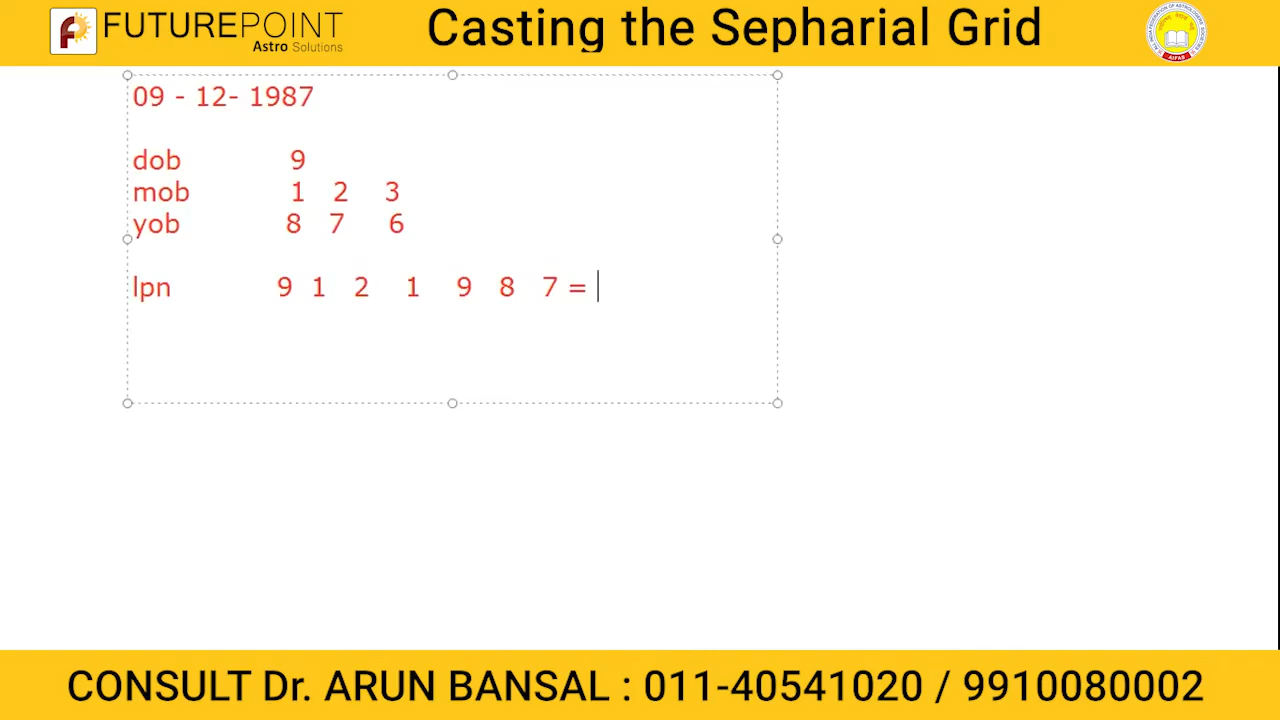 FUTUREPOINT
Astro Solutions
Casting the Sepharial Grid
AIFAS
09 - 12- 1987
dob 9
mob 1 2 3
yob 8 7 6
lpn 9 1 2 1 9 8 7 =
CONSULT Dr. ARUN BANSAL : 011-40541020 / 9910080002